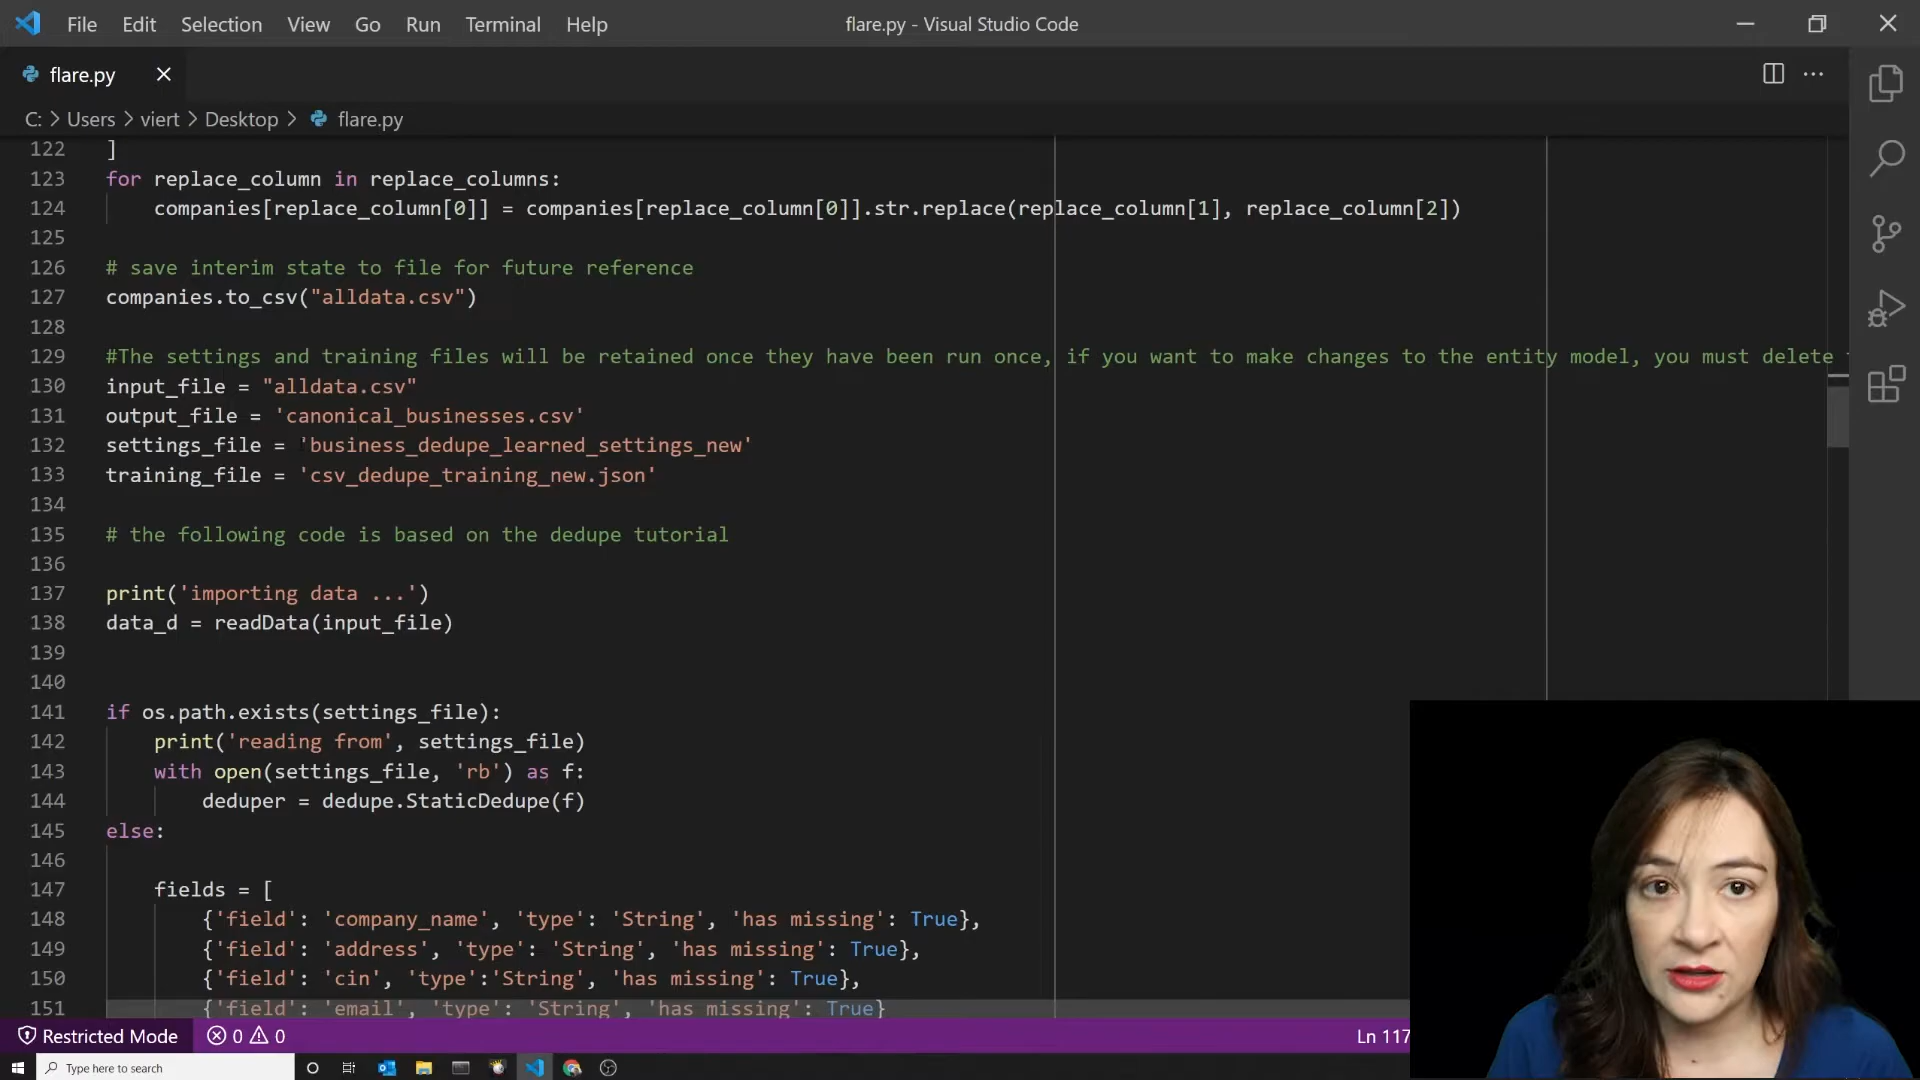 File Edit Selection View Go Run Terminal Help flare.py - Visual Studio Code
flare.py
C: > Users > viert > Desktop > flare.py
122 ]
123 for replace_column in replace_columns:
124 companies[replace_column[0]] = companies[replace_column[0]].str.replace(replace_column[1], replace_column[2])
125
126 # save interim state to file for future reference
127 companies.to_csv("alldata.csv")
128
129 #The settings and training files will be retained once they have been run once, if you want to make changes to the entity model, you must delete
130 input_file = "alldata.csv"
131 output_file = 'canonical_businesses.csv'
132 settings_file = 'business_dedupe_learned_settings_new'
133 training_file = 'csv_dedupe_training_new.json'
134
135 # the following code is based on the dedupe tutorial
136
137 print('importing data ...')
138 data_d = readData(input_file)
139
140
141 if os.path.exists(settings_file):
142 print('reading from', settings_file)
143 with open(settings_file, 'rb') as f:
144 deduper = dedupe.StaticDedupe(f)
145 else:
146
147 fields = [
148 {'field': 'company_name', 'type': 'String', 'has missing': True},
149 {'field': 'address', 'type': 'String', 'has missing': True},
150 {'field': 'cin', 'type':'String', 'has missing': True},
151 {'field': 'email', 'type': 'String', 'has missing': True}
Restricted Mode 0 0 Ln 117
Type here to search